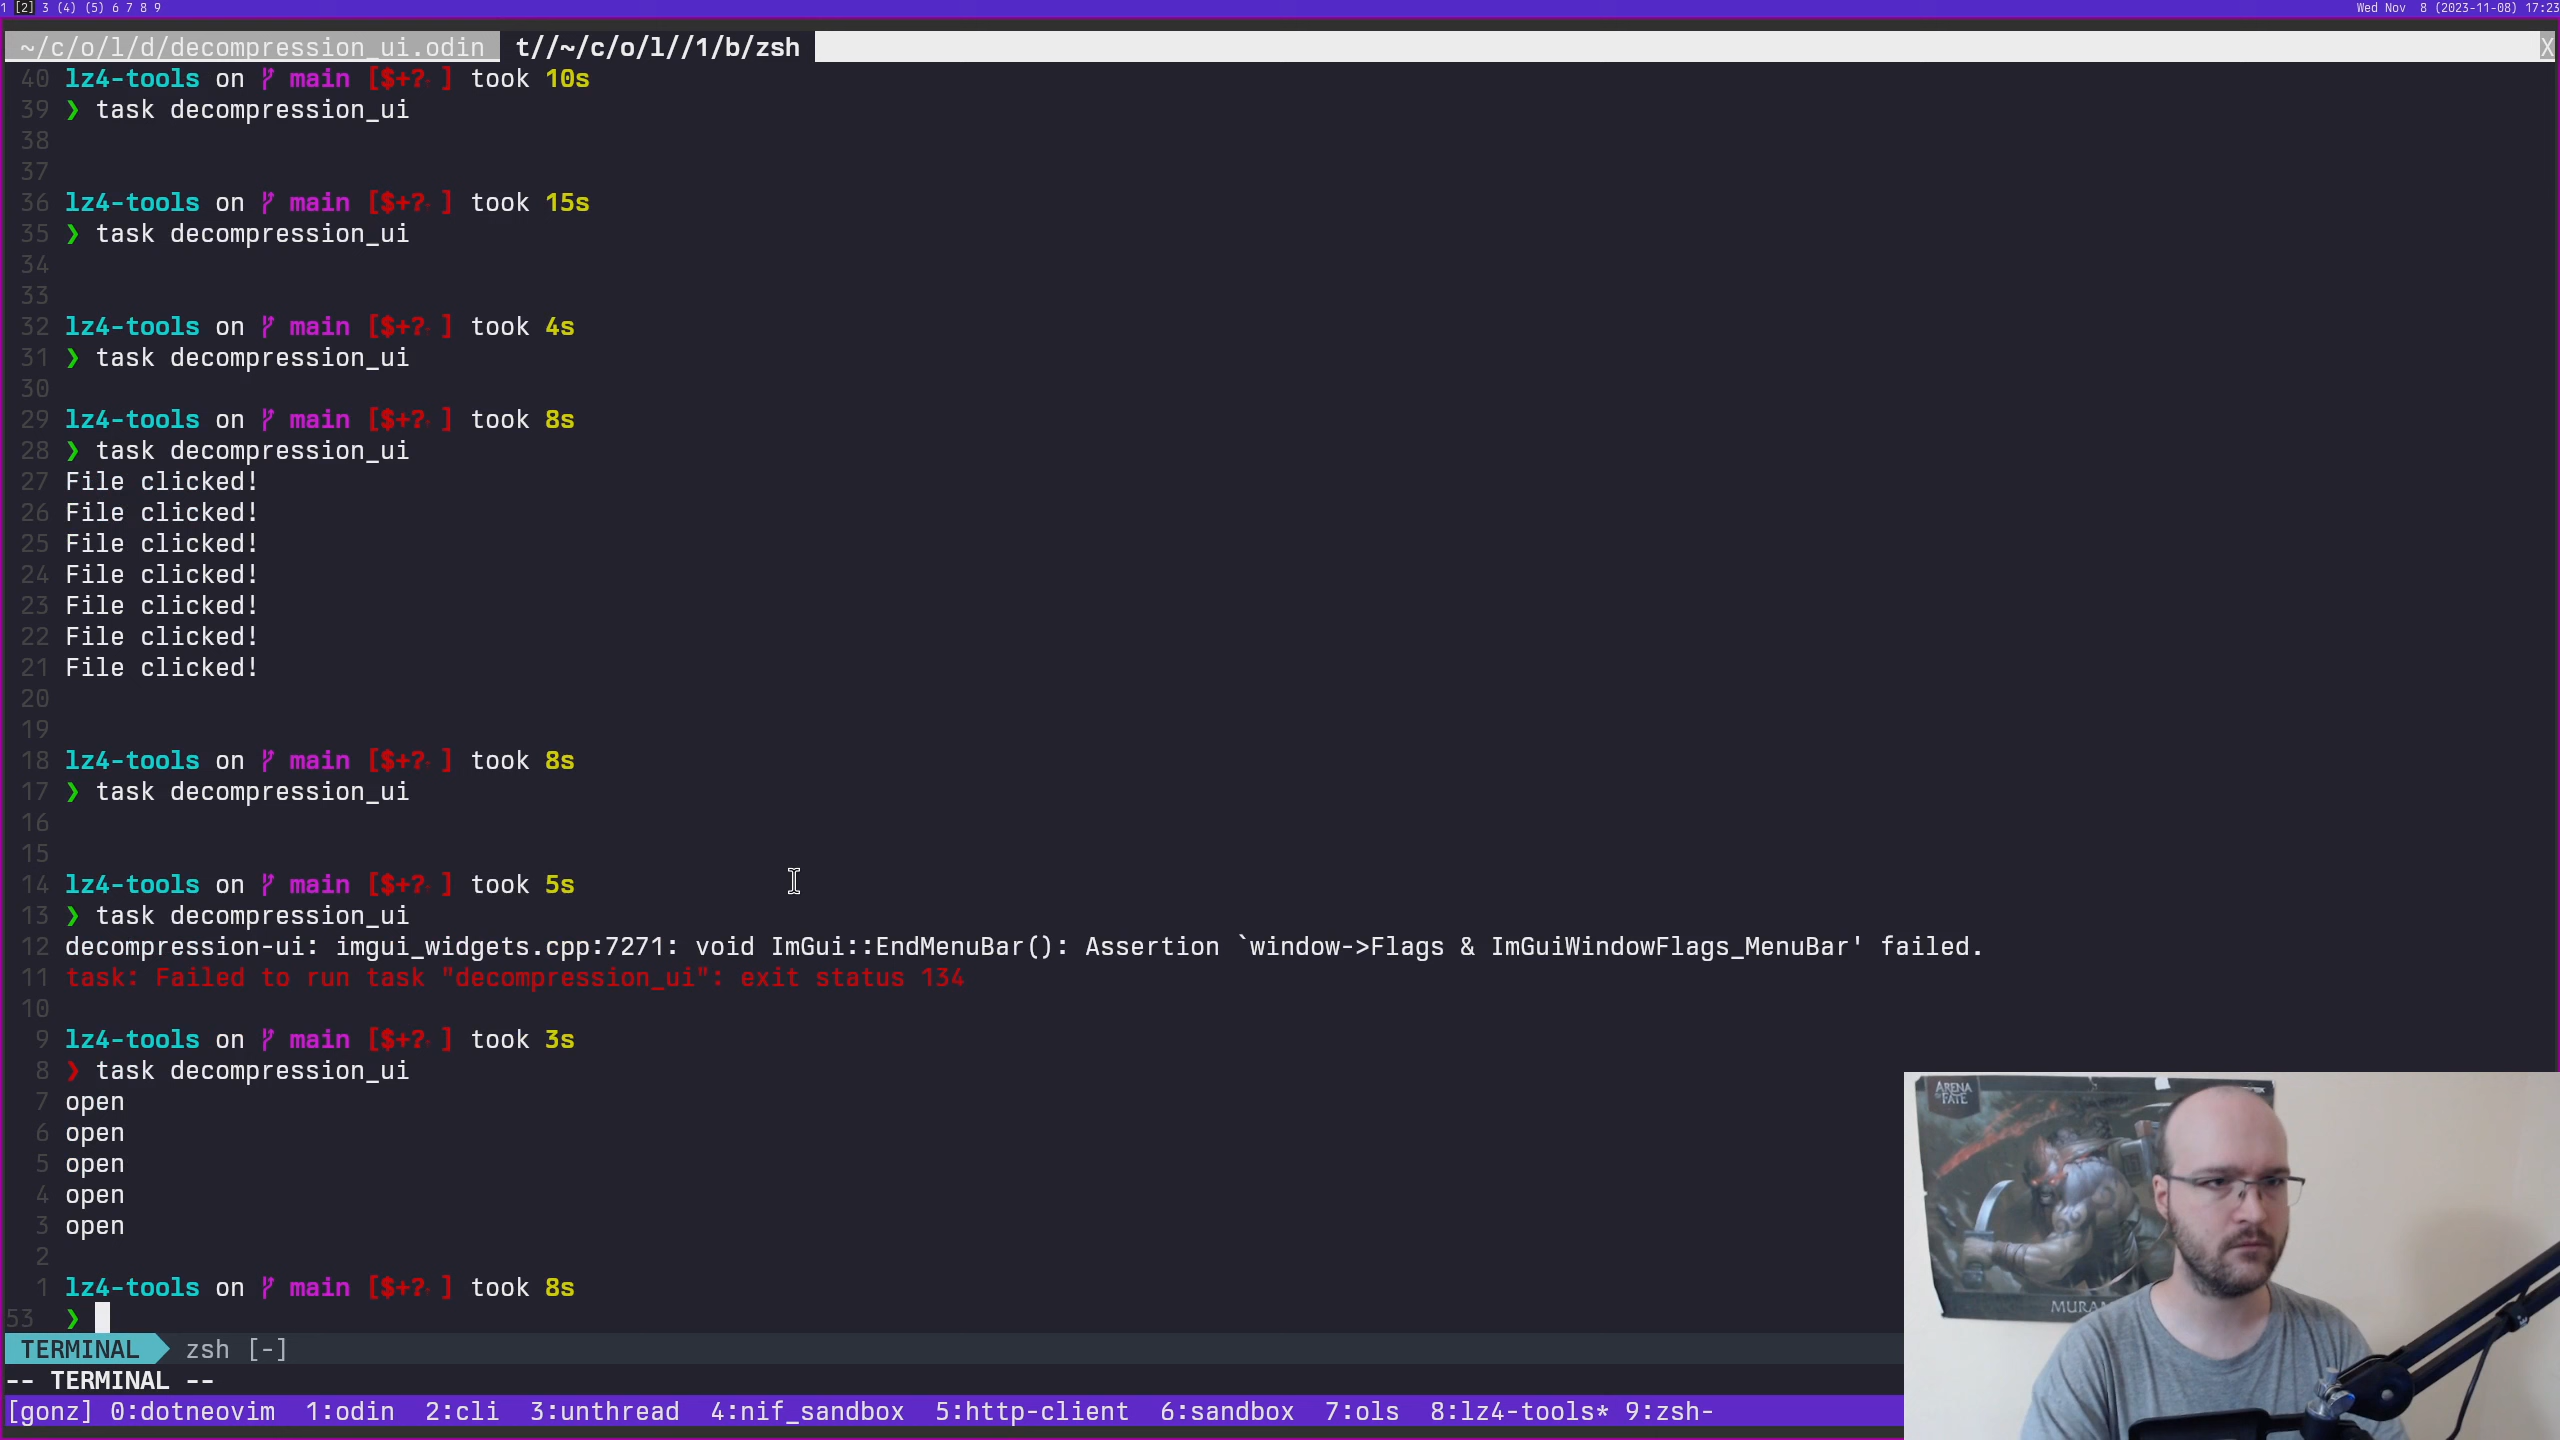 1 [2] 3 (4) (5) 6 7 8 9 Wed Nov 8 (2023-11-08) 17:23
~/c/o/l/d/decompression_ui.odin t//~/c/o/l//1/b/zsh X
40 lz4-tools on main [$+?] took 10s
39 ❯ task decompression_ui
38
37
36 lz4-tools on main [$+?] took 15s
35 ❯ task decompression_ui
34
33
32 lz4-tools on main [$+?] took 4s
31 ❯ task decompression_ui
30
29 lz4-tools on main [$+?] took 8s
28 ❯ task decompression_ui
27 File clicked!
26 File clicked!
25 File clicked!
24 File clicked!
23 File clicked!
22 File clicked!
21 File clicked!
20
19
18 lz4-tools on main [$+?] took 8s
17 ❯ task decompression_ui
16
15
14 lz4-tools on main [$+?] took 5s
13 ❯ task decompression_ui
12 decompression-ui: imgui_widgets.cpp:7271: void ImGui::EndMenuBar(): Assertion `window->Flags & ImGuiWindowFlags_MenuBar' failed.
11 task: Failed to run task "decompression_ui": exit status 134
10
9 lz4-tools on main [$+?] took 3s
8 ❯ task decompression_ui
7 open
6 open
5 open
4 open
3 open
2
1 lz4-tools on main [$+?] took 8s
53 ❯
TERMINAL zsh [-]
-- TERMINAL --
[gonz] 0:dotneovim 1:odin 2:cli 3:unthread 4:nif_sandbox 5:http-client 6:sandbox 7:ols 8:lz4-tools* 9:zsh-
ARENA
FATE